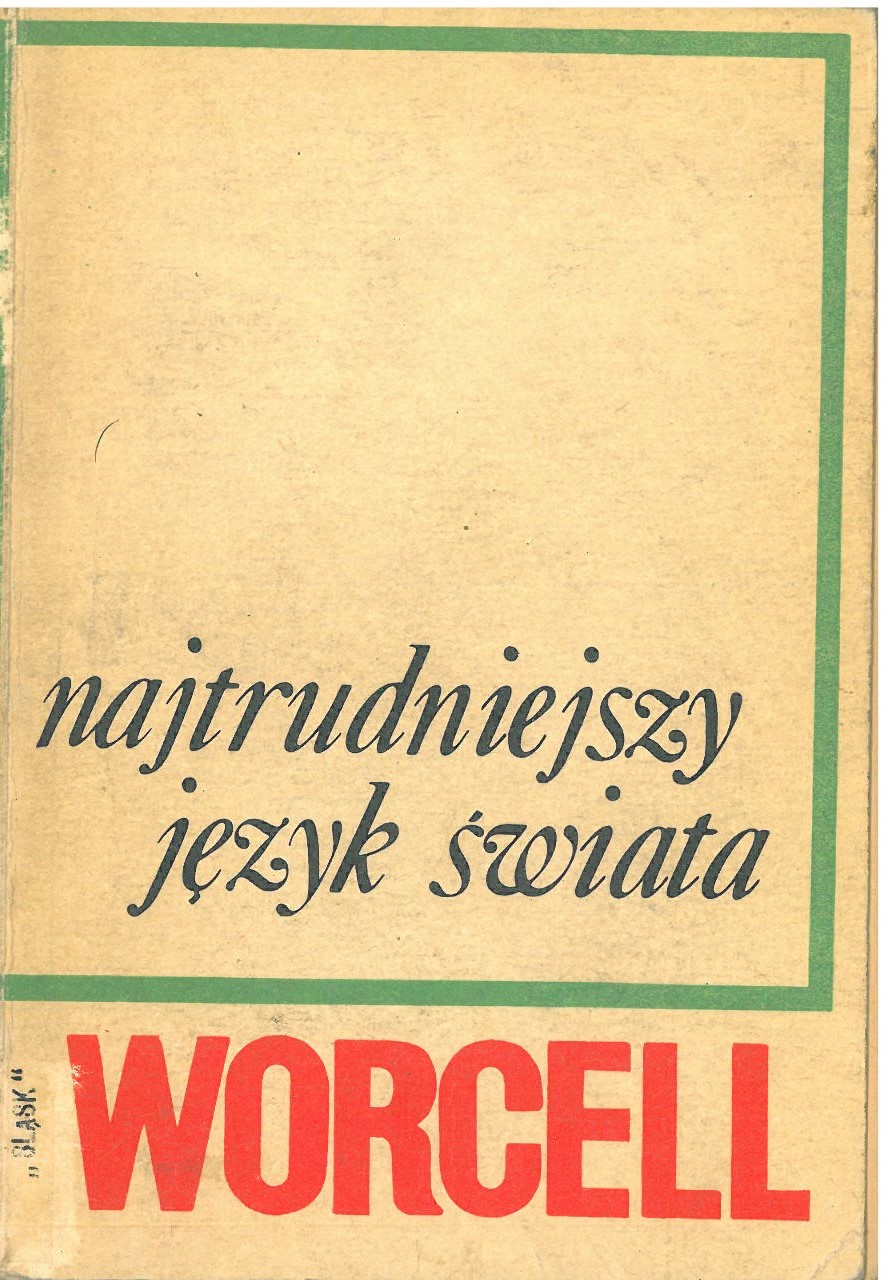 najtrudniejszy
język świata
WORCELL
"ŚLĄSK"